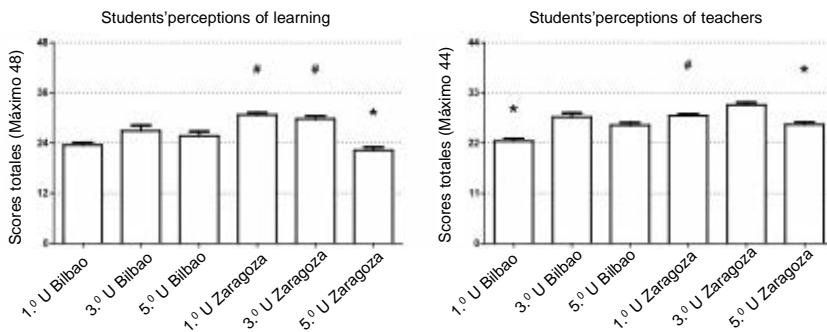 Students'perceptions of learning
Scores totales (Máximo 48)
48
36
24
12
# # *
1.º U Bilbao
3.º U Bilbao
5.º U Bilbao
1.º U Zaragoza
3.º U Zaragoza
5.º U Zaragoza
Students'perceptions of teachers
Scores totales (Máximo 44)
44
33
22
11
* # *
1.º U Bilbao
3.º U Bilbao
5.º U Bilbao
1.º U Zaragoza
3.º U Zaragoza
5.º U Zaragoza